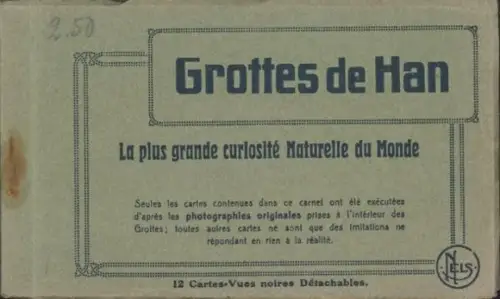 2.50
Grottes de Han
La plus grande curiosité Naturelle du Monde
Seules les cartes contenues dans ce carnet ont été exécutées
d'après les photographies originales prises à l'intérieur des
Grottes; toutes autres cartes ne sont que des imitations ne
répondant en rien à la réalité.
NELS
12 Cartes-Vues noires Détachables.